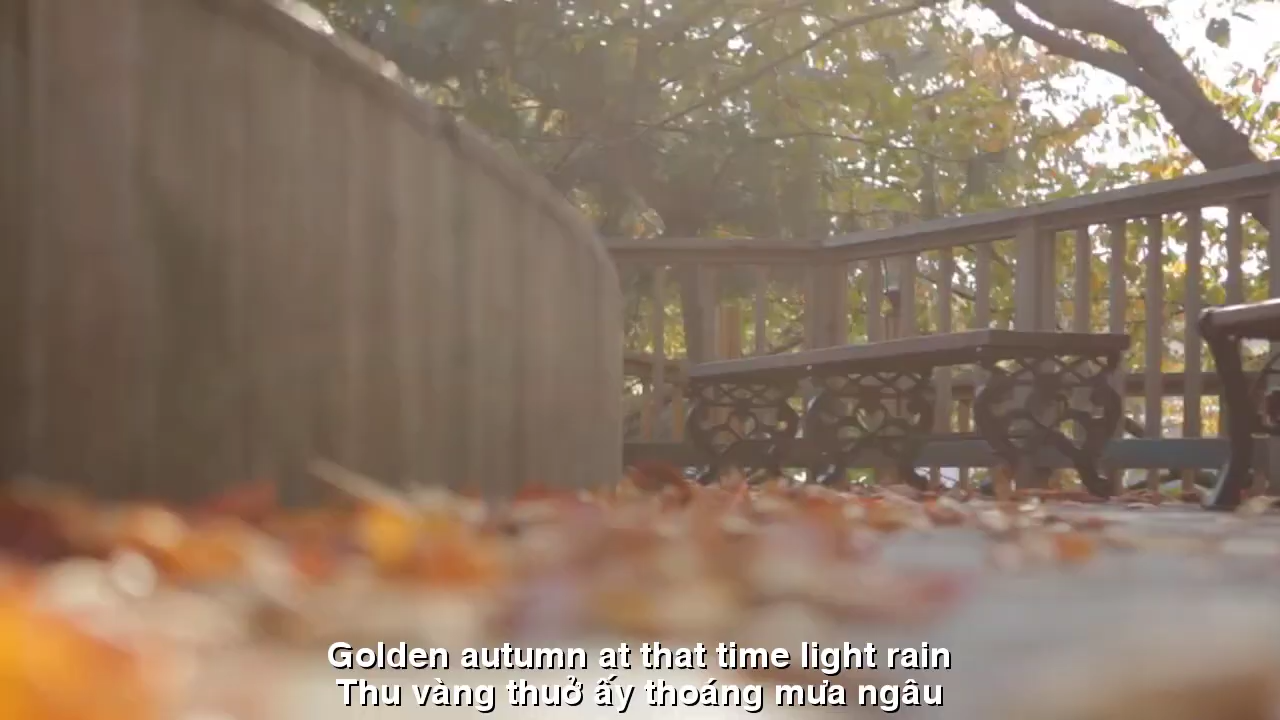 Golden autumn at that time light rain
Thu vàng thuở ấy thoáng mưa ngâu